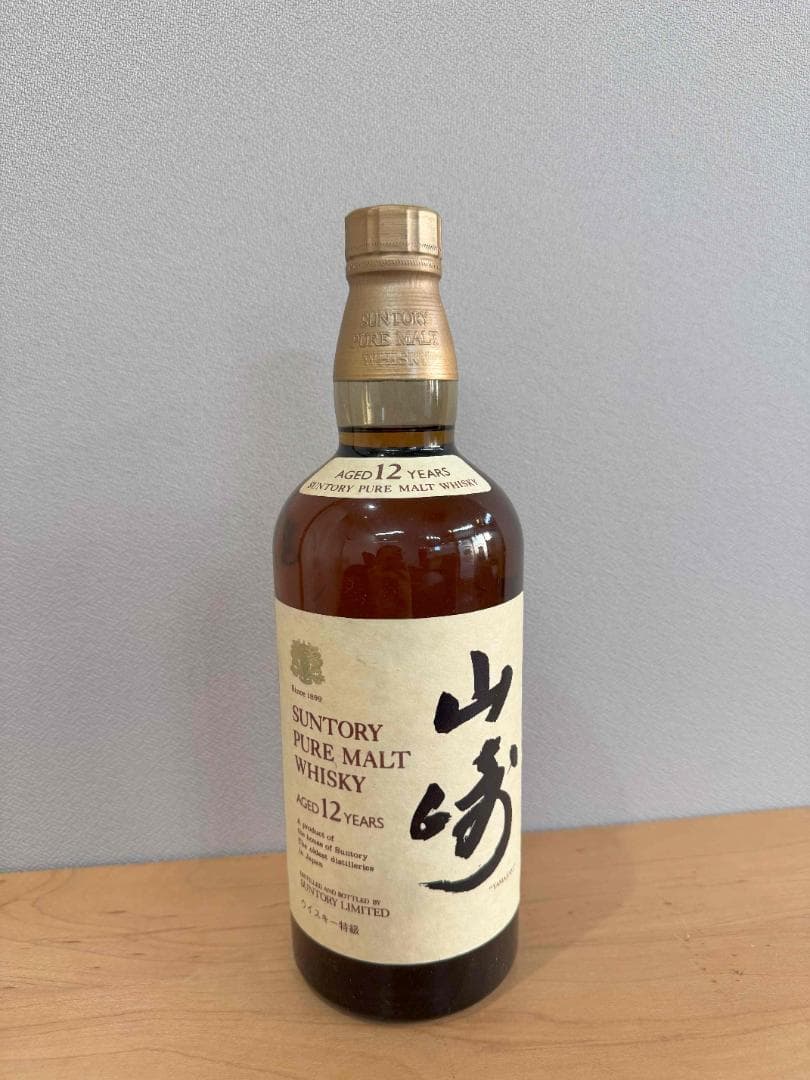 SUNTORY
PURE MALT
WHISKY
AGED 12 YEARS
SUNTORY PURE MALT WHISKY
Since 1899
SUNTORY
PURE MALT
WHISKY
AGED 12 YEARS
A product of
the house of Suntory
The oldest distilleries
in Japan
DISTILLED AND BOTTLED BY
SUNTORY LIMITED
ウイスキー特級
山崎
"YAMAZAKI"